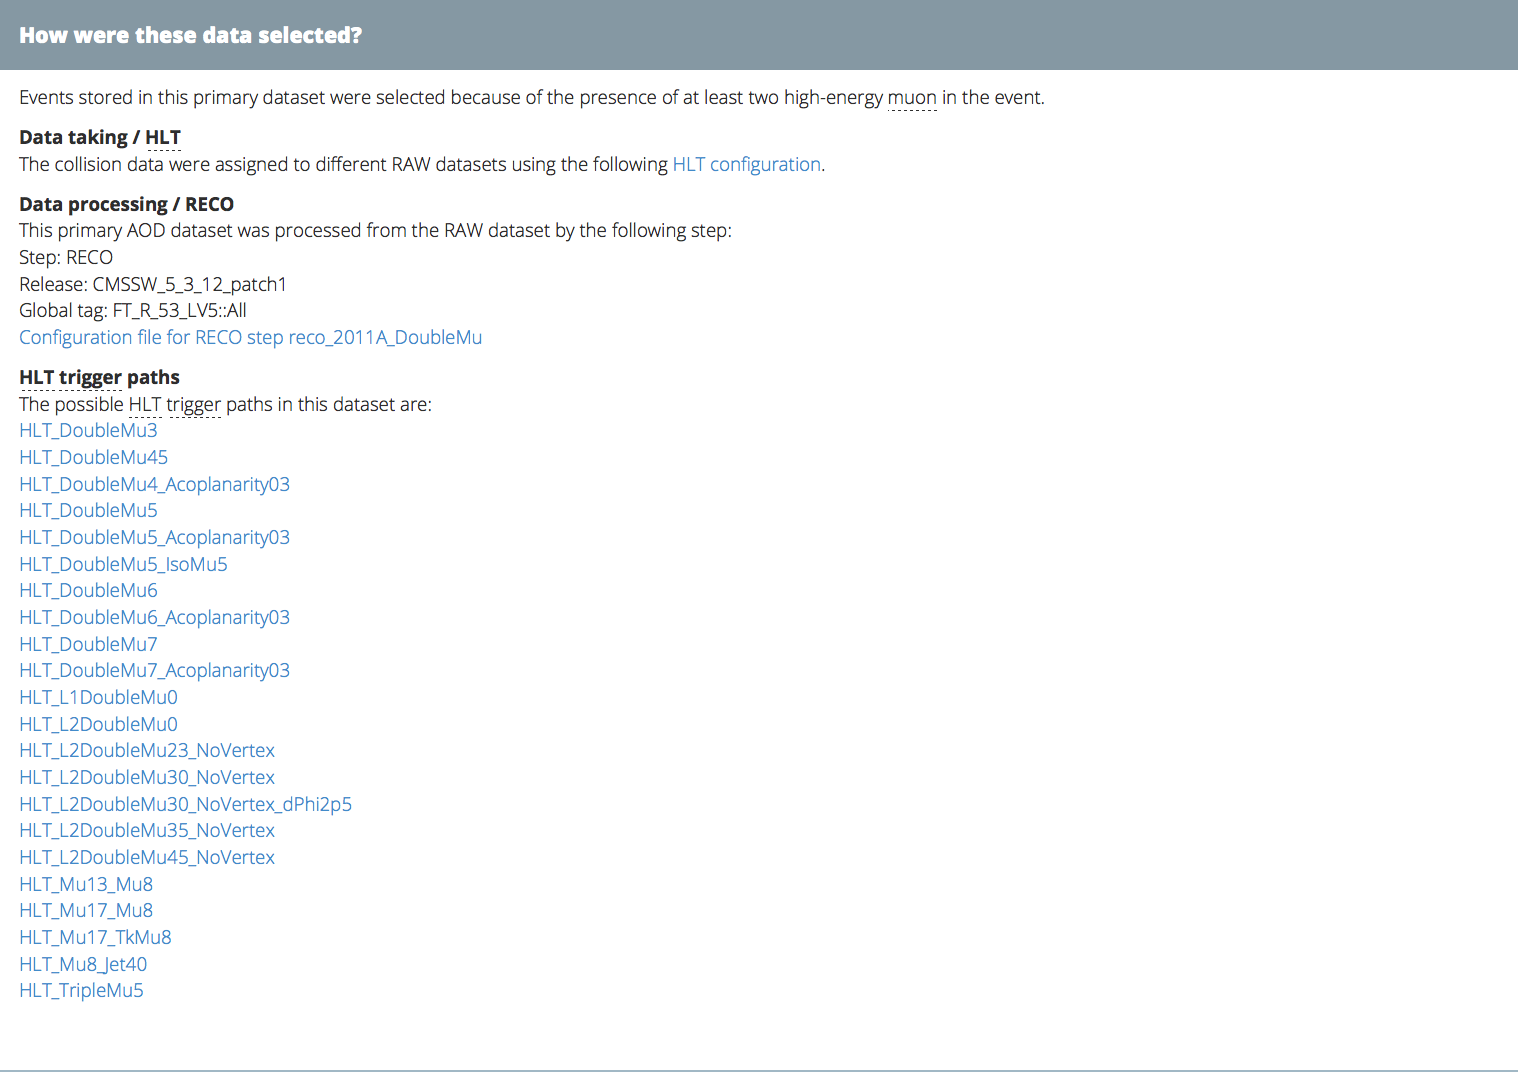 How were these data selected?
Events stored in this primary dataset were selected because of the presence of at least two high-energy muon in the event.
Data taking / HLT
The collision data were assigned to different RAW datasets using the following HLT configuration.
Data processing / RECO
This primary AOD dataset was processed from the RAW dataset by the following step:
Step: RECO
Release: CMSSW_5_3_12_patch1
Global tag: FT_R_53_LV5::All
Configuration file for RECO step reco_2011A_DoubleMu
HLT trigger paths
The possible HLT trigger paths in this dataset are:
HLT_DoubleMu3
HLT_DoubleMu45
HLT_DoubleMu4_Acoplanarity03
HLT_DoubleMu5
HLT_DoubleMu5_Acoplanarity03
HLT_DoubleMu5_IsoMu5
HLT_DoubleMu6
HLT_DoubleMu6_Acoplanarity03
HLT_DoubleMu7
HLT_DoubleMu7_Acoplanarity03
HLT_L1DoubleMu0
HLT_L2DoubleMu0
HLT_L2DoubleMu23_NoVertex
HLT_L2DoubleMu30_NoVertex
HLT_L2DoubleMu30_NoVertex_dPhi2p5
HLT_L2DoubleMu35_NoVertex
HLT_L2DoubleMu45_NoVertex
HLT_Mu13_Mu8
HLT_Mu17_Mu8
HLT_Mu17_TkMu8
HLT_Mu8_Jet40
HLT_TripleMu5